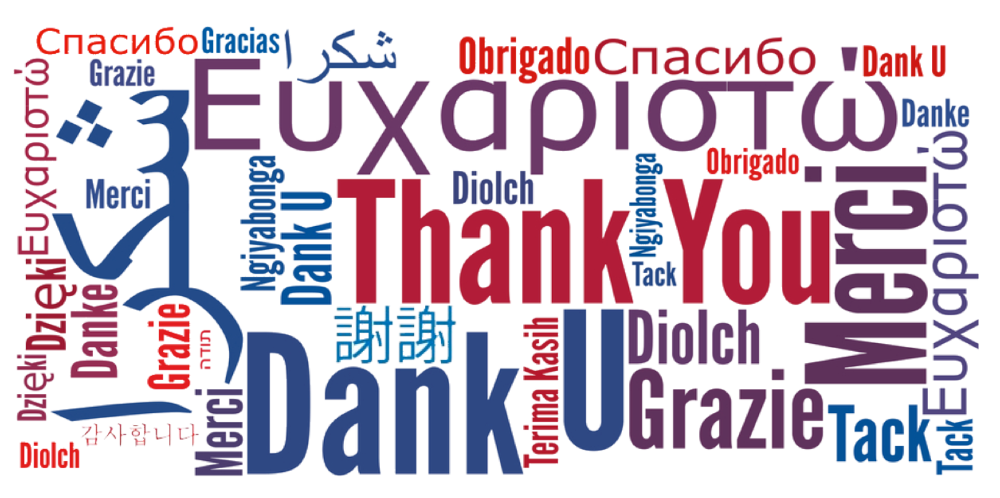 Спасибо
Gracias
شكرا
Obrigado
Спасибо
Dank U
Grazie
Ευχαριστώ
Ευχαριστώ
Danke
شكرا
Merci
Ngiyabonga
Dank U
Thank You
Diolch
Ngiyabonga
Tack
Obrigado
Merci
Ευχαριστώ
Dzięki
Danke
Grazie
תודה
謝謝
Dank U
Terima Kasih
Diolch
Grazie
Dzięki
감사합니다
Diolch
Merci
Tack
Tack